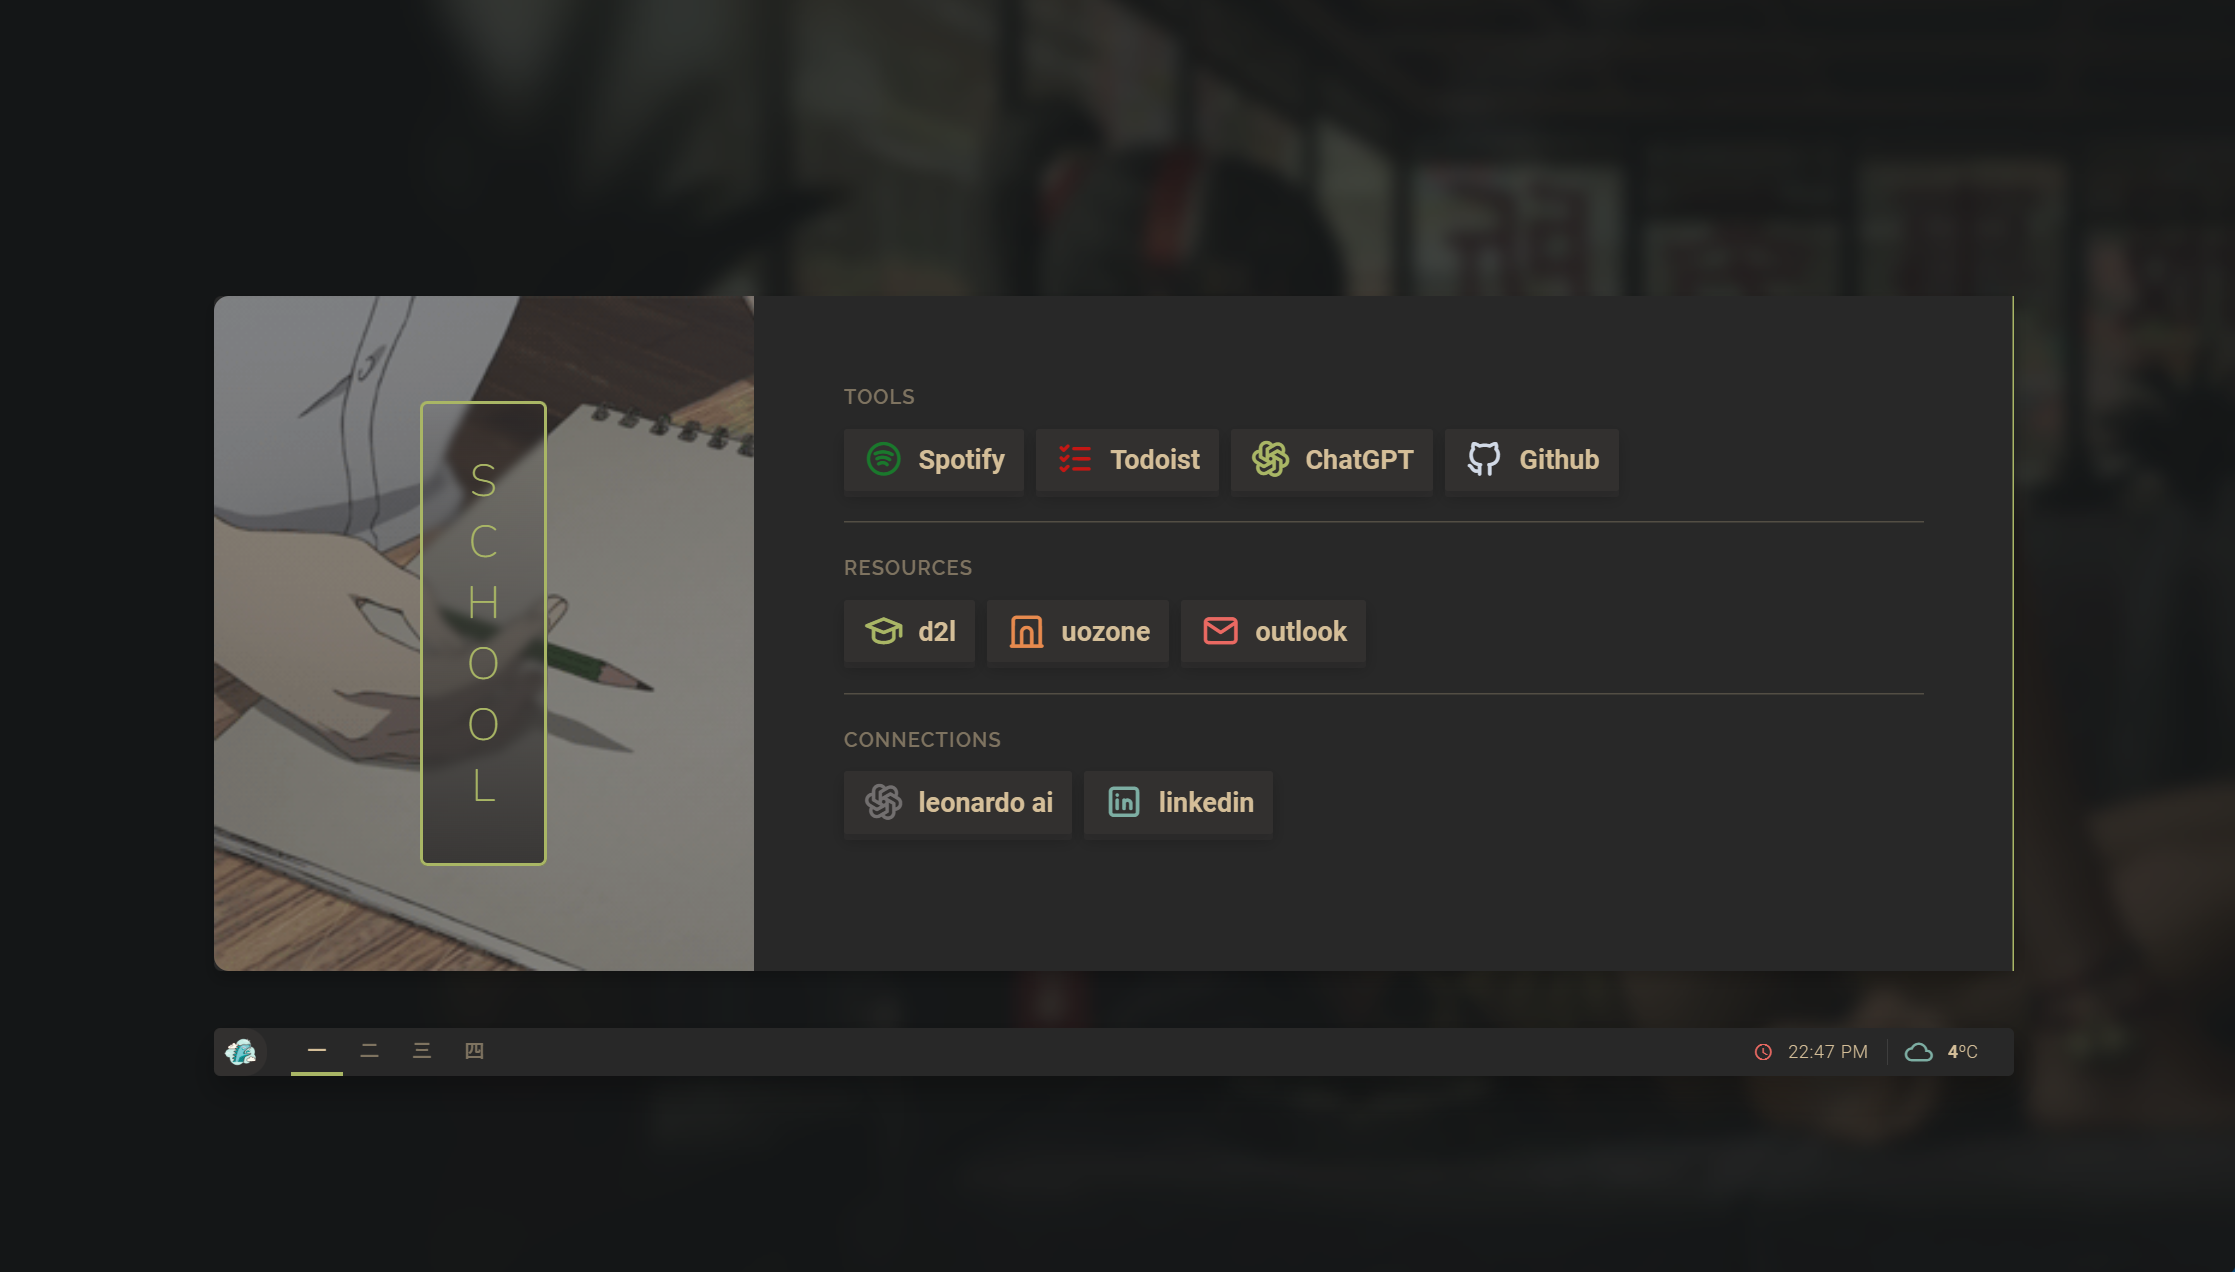 SCHOOL
TOOLS
Spotify Todoist ChatGPT Github
RESOURCES
d2l uozone outlook
CONNECTIONS
leonardo ai linkedin
一 二 三 四 22:47 PM 4ºC